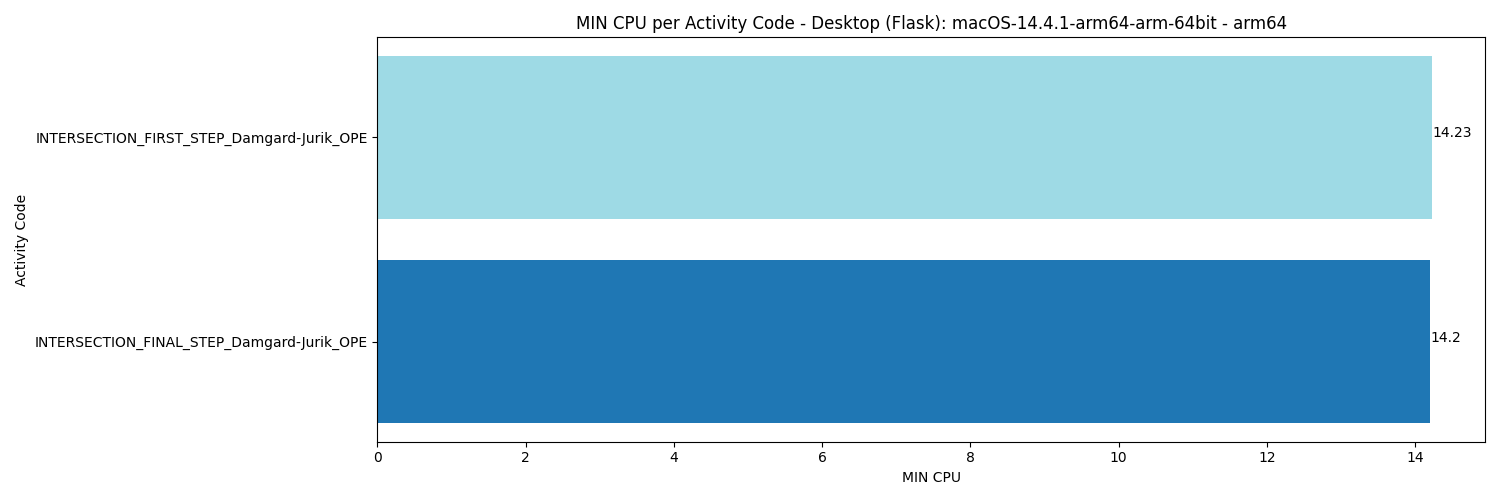 MIN CPU per Activity Code - Desktop (Flask): macOS-14.4.1-arm64-arm-64bit - arm64
INTERSECTION_FIRST_STEP_Damgard-Jurik_OPE
14.23
Activity Code
INTERSECTION_FINAL_STEP_Damgard-Jurik_OPE
14.2
0 2 4 6 8 10 12 14
MIN CPU